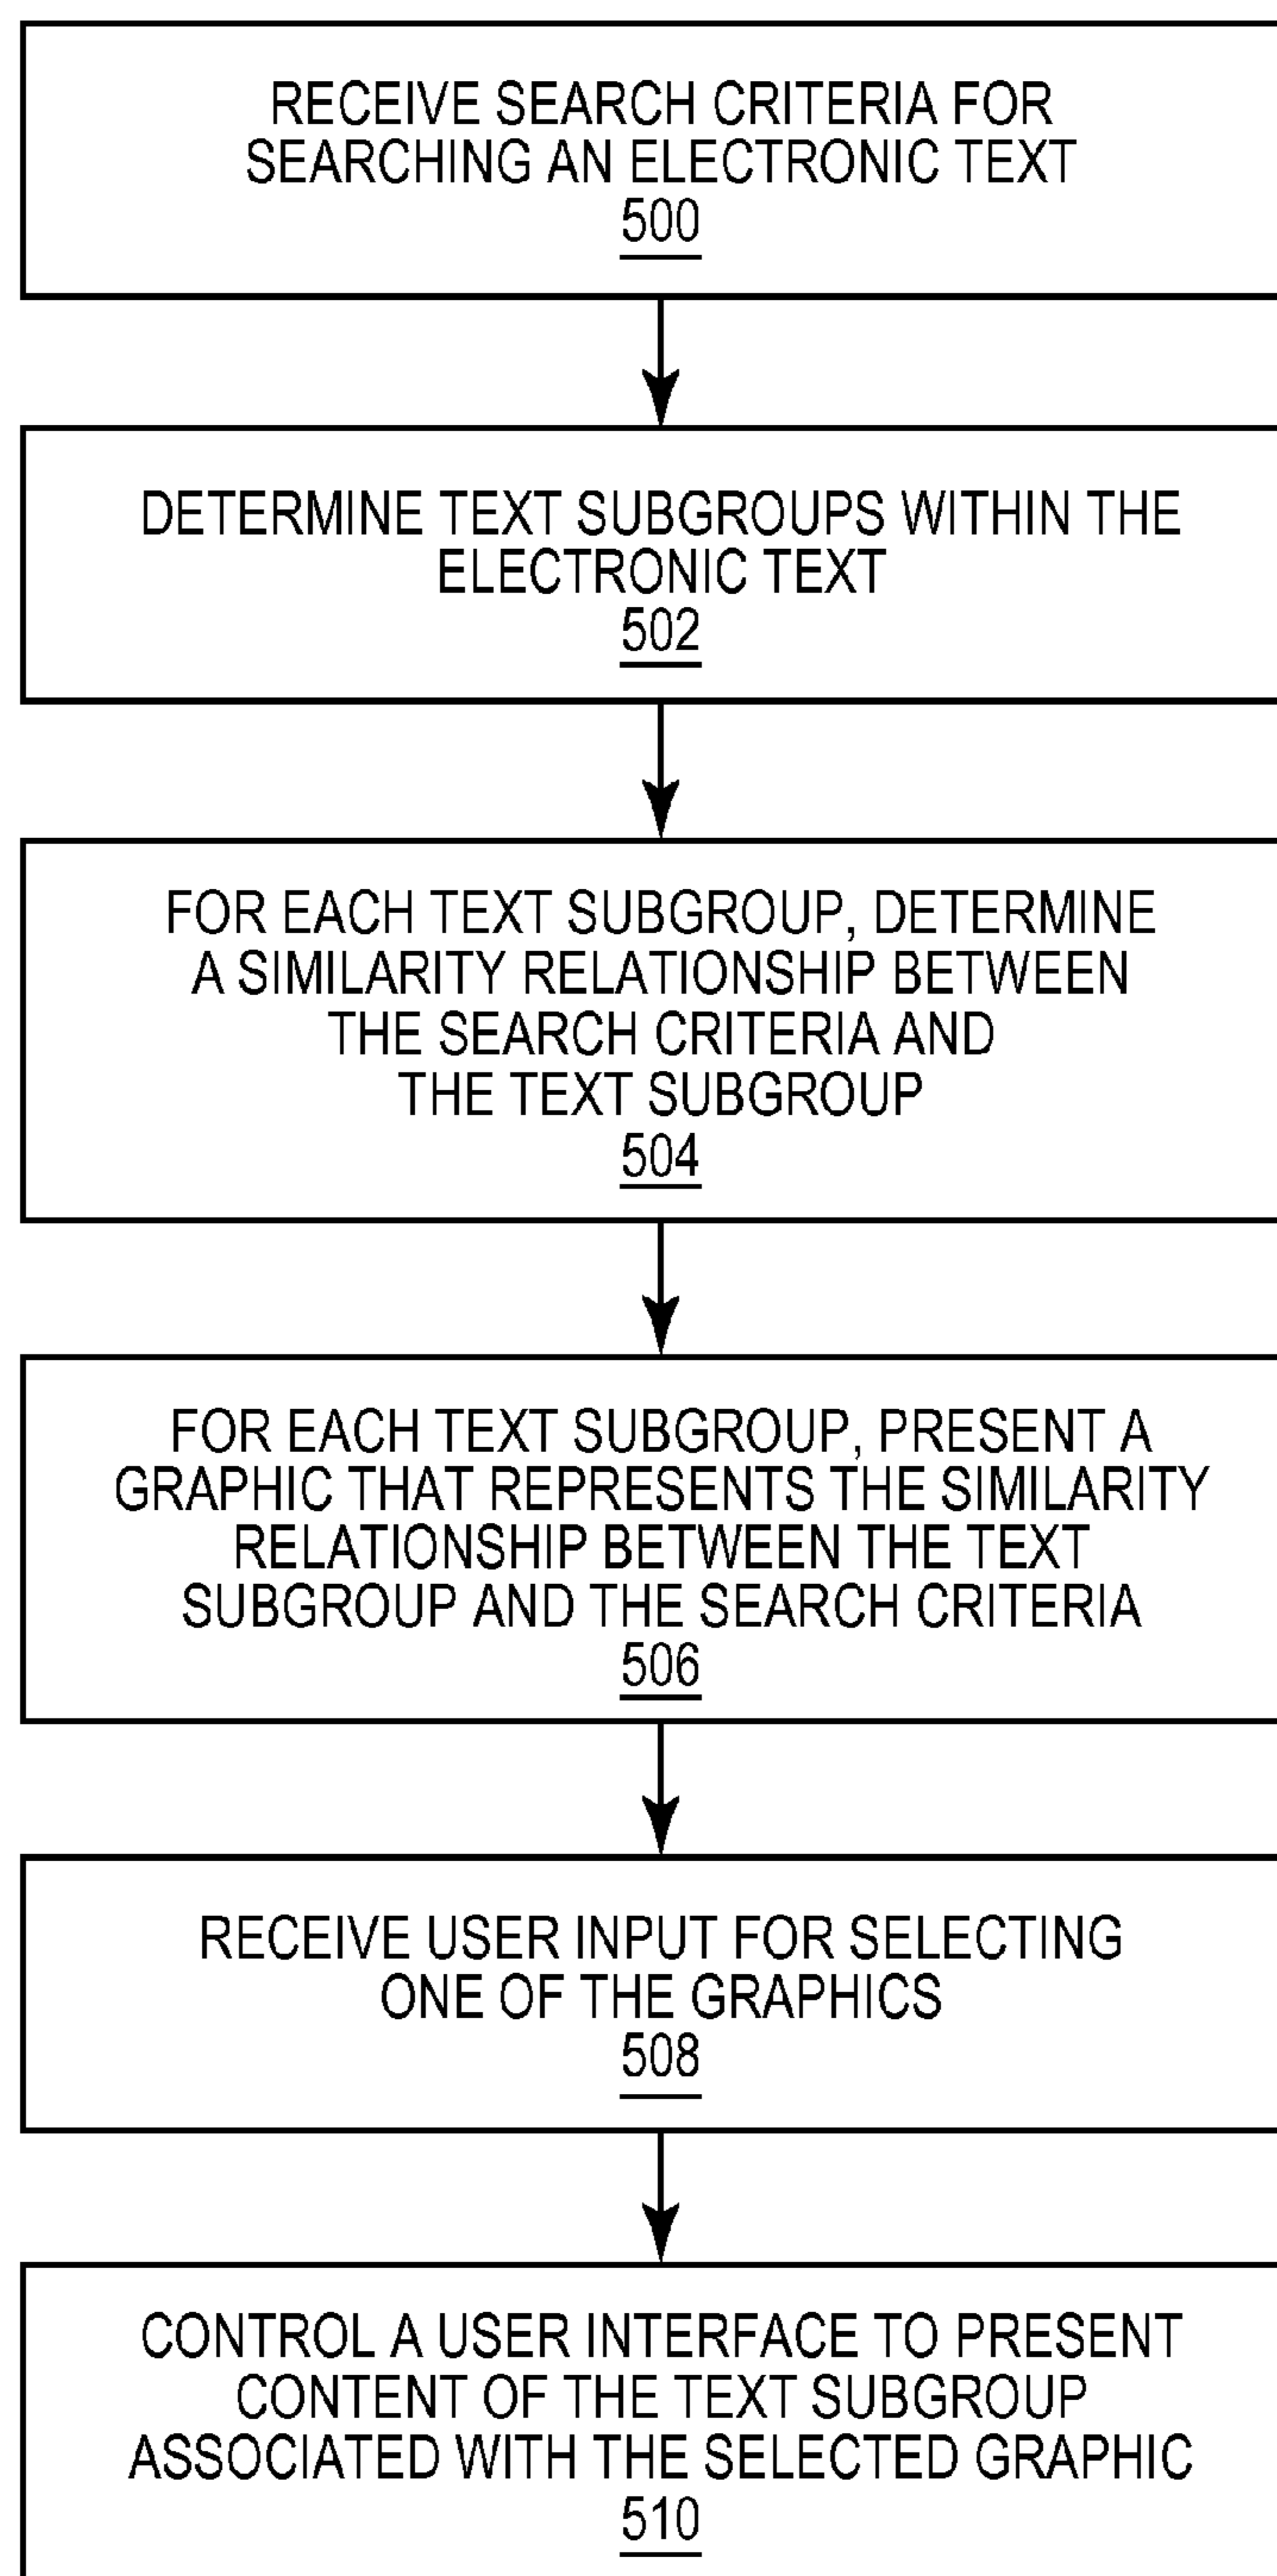 RECEIVE SEARCH CRITERIA FOR
SEARCHING AN ELECTRONIC TEXT
500
DETERMINE TEXT SUBGROUPS WITHIN THE
ELECTRONIC TEXT
502
FOR EACH TEXT SUBGROUP, DETERMINE
A SIMILARITY RELATIONSHIP BETWEEN
THE SEARCH CRITERIA AND
THE TEXT SUBGROUP
504
FOR EACH TEXT SUBGROUP, PRESENT A
GRAPHIC THAT REPRESENTS THE SIMILARITY
RELATIONSHIP BETWEEN THE TEXT
SUBGROUP AND THE SEARCH CRITERIA
506
RECEIVE USER INPUT FOR SELECTING
ONE OF THE GRAPHICS
508
CONTROL A USER INTERFACE TO PRESENT
CONTENT OF THE TEXT SUBGROUP
ASSOCIATED WITH THE SELECTED GRAPHIC
510